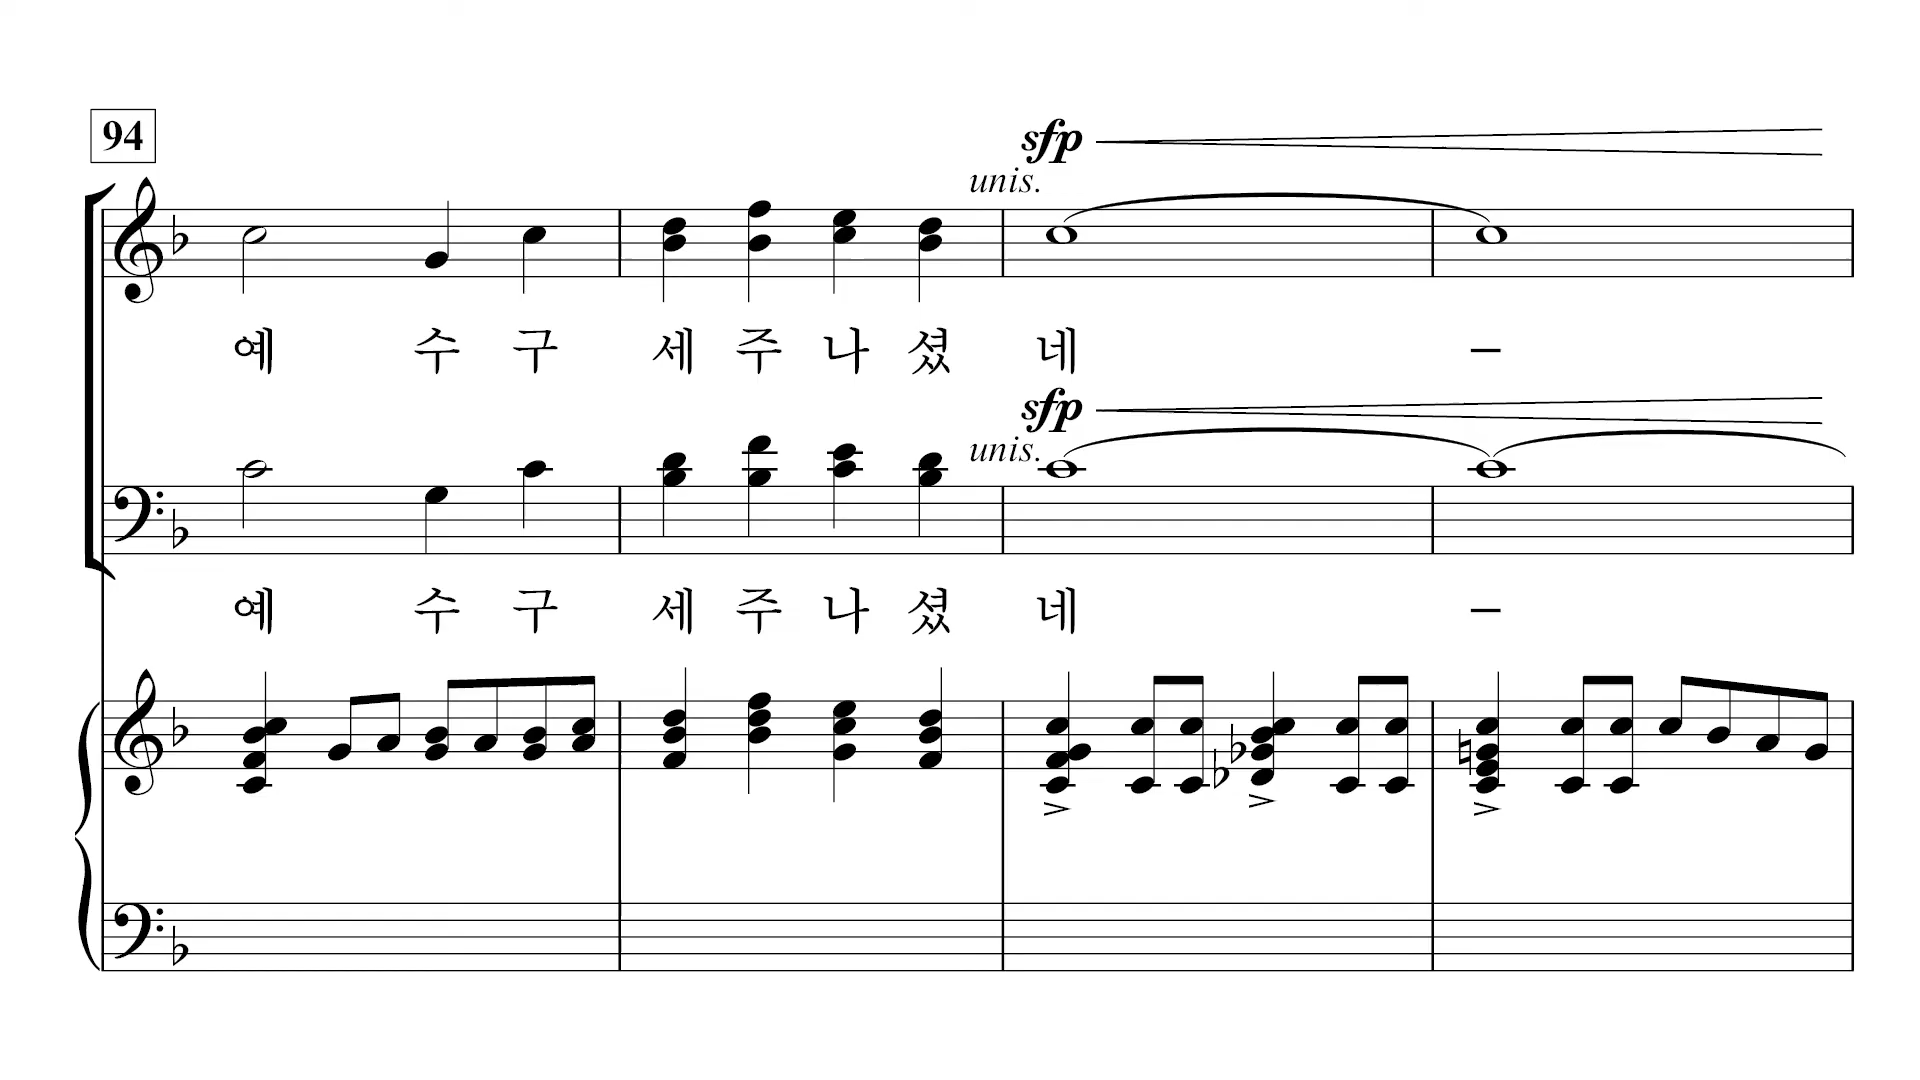 94
sfp
unis.
예 수 구 세 주 나 셨 네 –
sfp
unis.
예 수 구 세 주 나 셨 네 –